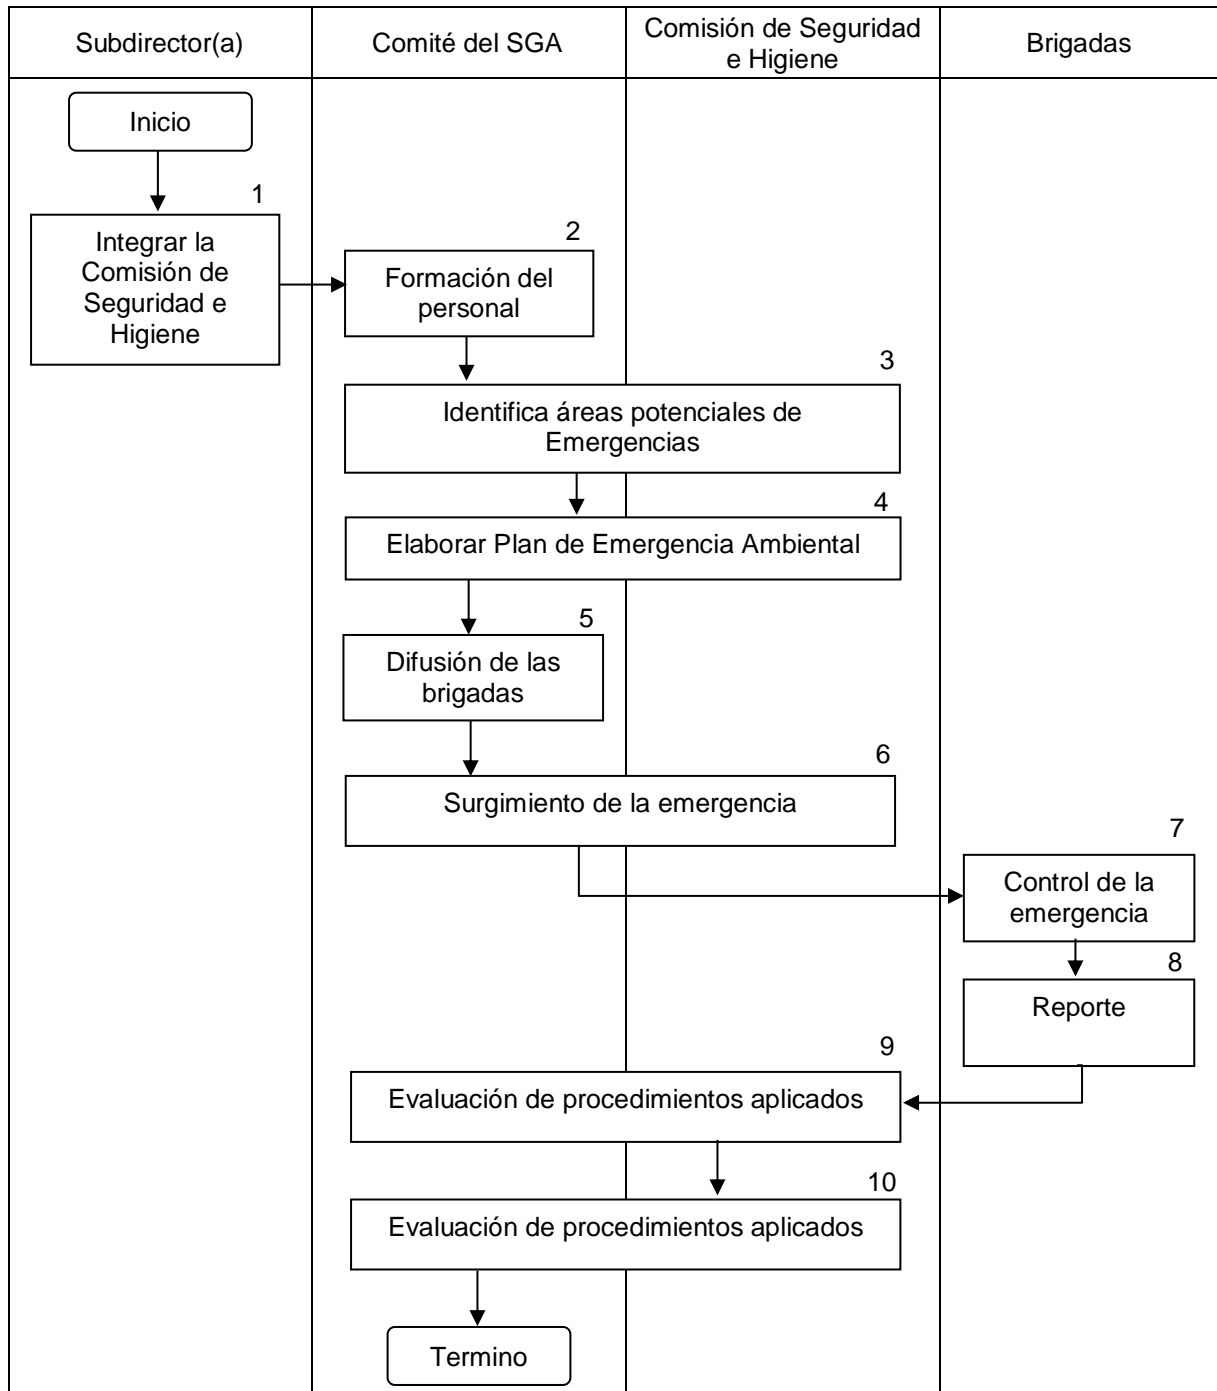 Subdirector(a)
Comité del SGA
Comisión de Seguridad
e Higiene
Brigadas
Inicio
1
Integrar la
Comisión de
Seguridad e
Higiene
2
Formación del
personal
3
Identifica áreas potenciales de
Emergencias
4
Elaborar Plan de Emergencia Ambiental
5
Difusión de las
brigadas
6
Surgimiento de la emergencia
7
Control de la
emergencia
8
Reporte
9
Evaluación de procedimientos aplicados
10
Evaluación de procedimientos aplicados
Termino